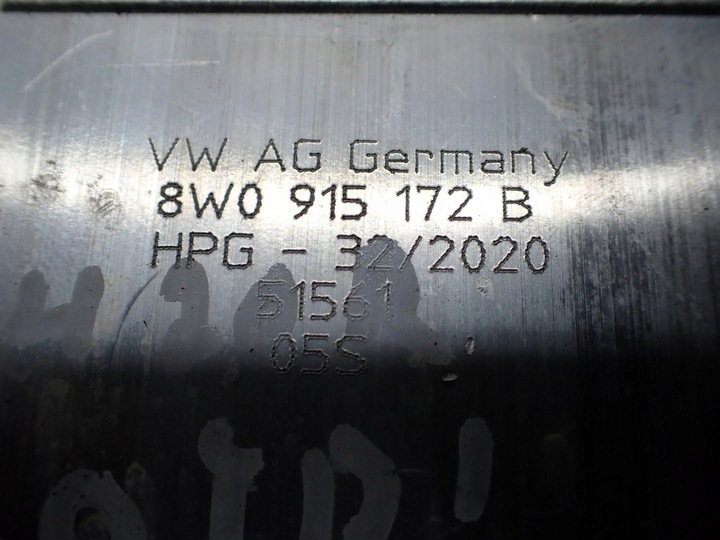 VW AG Germany
8W0 915 172 B
HPG - 32/2020
51561
05S